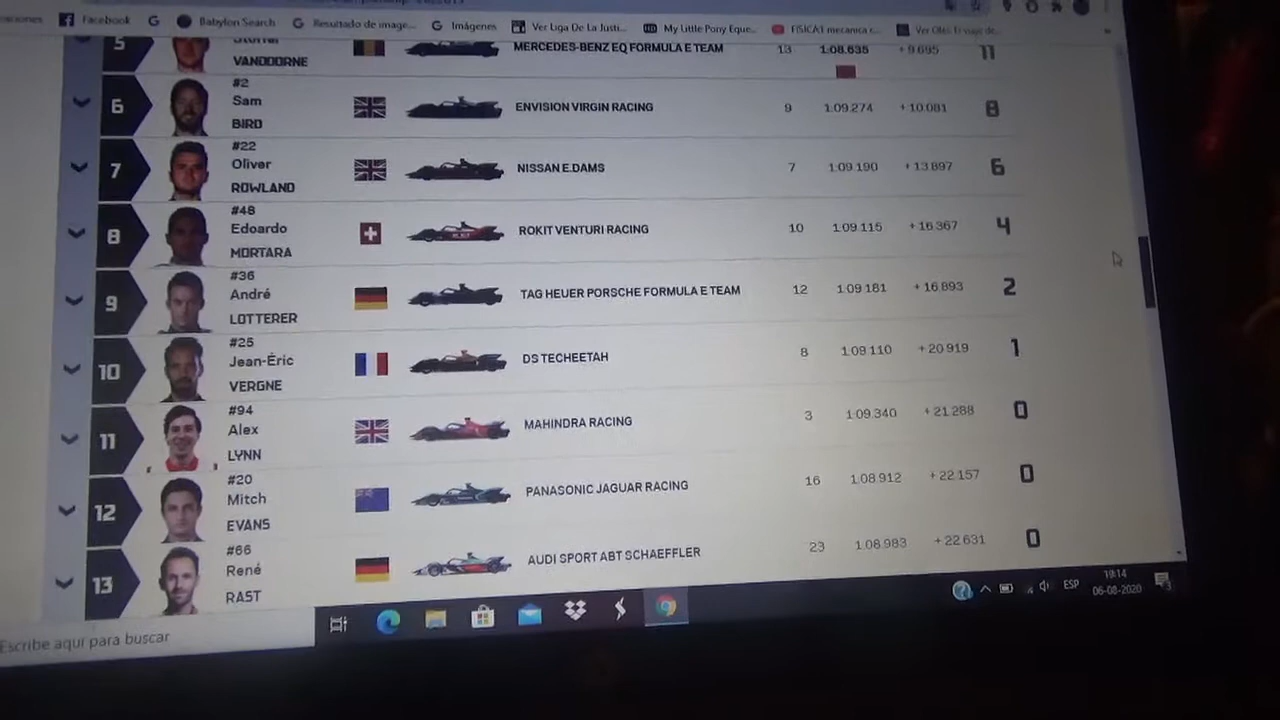 Facebook
Babylon Search
Resultado de image...
Imágenes
Ver Liga De La Justi...
My Little Pony Eque...
FISICA1 mecanica c...
5 VANDOORNE MERCEDES-BENZ EQ FORMULA E TEAM 13 1:08.635 + 9.695 11
#2
6 Sam ENVISION VIRGIN RACING 9 1:09.274 + 10.081 8
BIRD
#22
7 Oliver NISSAN E.DAMS 7 1:09.190 + 13.897 6
ROWLAND
#48
8 Edoardo ROKIT VENTURI RACING 10 1:09.115 + 16.367 4
MORTARA
#36
9 André TAG HEUER PORSCHE FORMULA E TEAM 12 1:09.181 + 16.893 2
LOTTERER
#25
10 Jean-Éric DS TECHEETAH 8 1:09.110 + 20.919 1
VERGNE
#94
11 Alex MAHINDRA RACING 3 1:09.340 + 21.288 0
LYNN
#20
12 Mitch PANASONIC JAGUAR RACING 16 1:08.912 + 22.157 0
EVANS
#66
13 René AUDI SPORT ABT SCHAEFFLER 23 1:08.983 + 22.631 0
RAST
Escribe aquí para buscar
ESP
19:14
06-08-2020